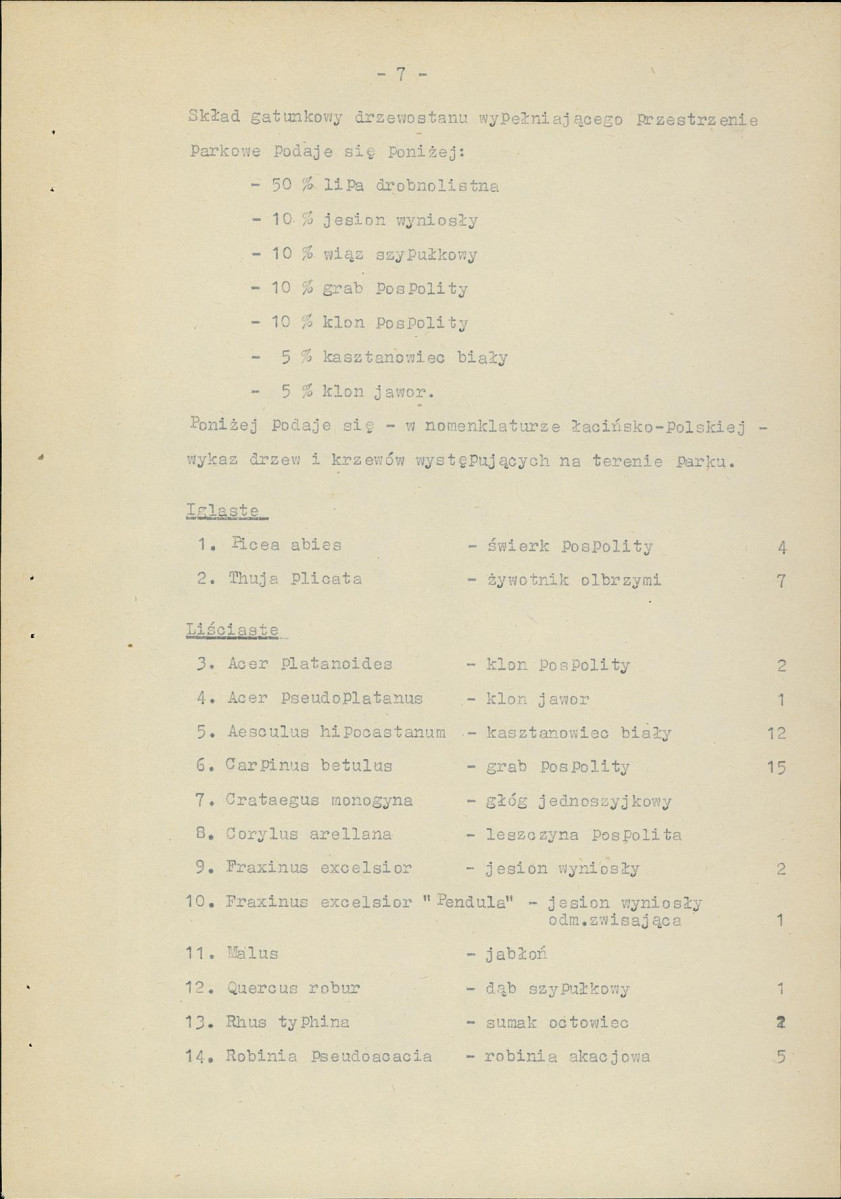 - 7 -
Skład gatunkowy drzewostanu wypełniającego przestrzenie
parkowe podaje się poniżej:
- 50 % lipa drobnolistna
- 10 % jesion wyniosły
- 10 % wiąz szypułkowy
- 10 % grab pospolity
- 10 % klon pospolity
- 5 % kasztanowiec biały
- 5 % klon jawor.
Poniżej podaje się - w nomenklaturze łacińsko-polskiej -
wykaz drzew i krzewów występujących na terenie parku.
Iglaste
1. Picea abies - świerk pospolity 4
2. Thuja plicata - żywotnik olbrzymi 7
Liściaste
3. Acer platanoides - klon pospolity 2
4. Acer pseudoplatanus - klon jawor 1
5. Aesculus hipocastanum - kasztanowiec biały 12
6. Carpinus betulus - grab pospolity 15
7. Crataegus monogyna - głóg jednoszyjkowy
8. Corylus arellana - leszczyna pospolita
9. Fraxinus excelsior - jesion wyniosły 2
10. Fraxinus excelsior "Pendula" - jesion wyniosły
odm.zwisająca 1
11. Malus - jabłoń
12. Quercus robur - dąb szypułkowy 1
13. Rhus typhina - sumak octowiec 2
14. Robinia pseudoacacia - robinia akacjowa 5